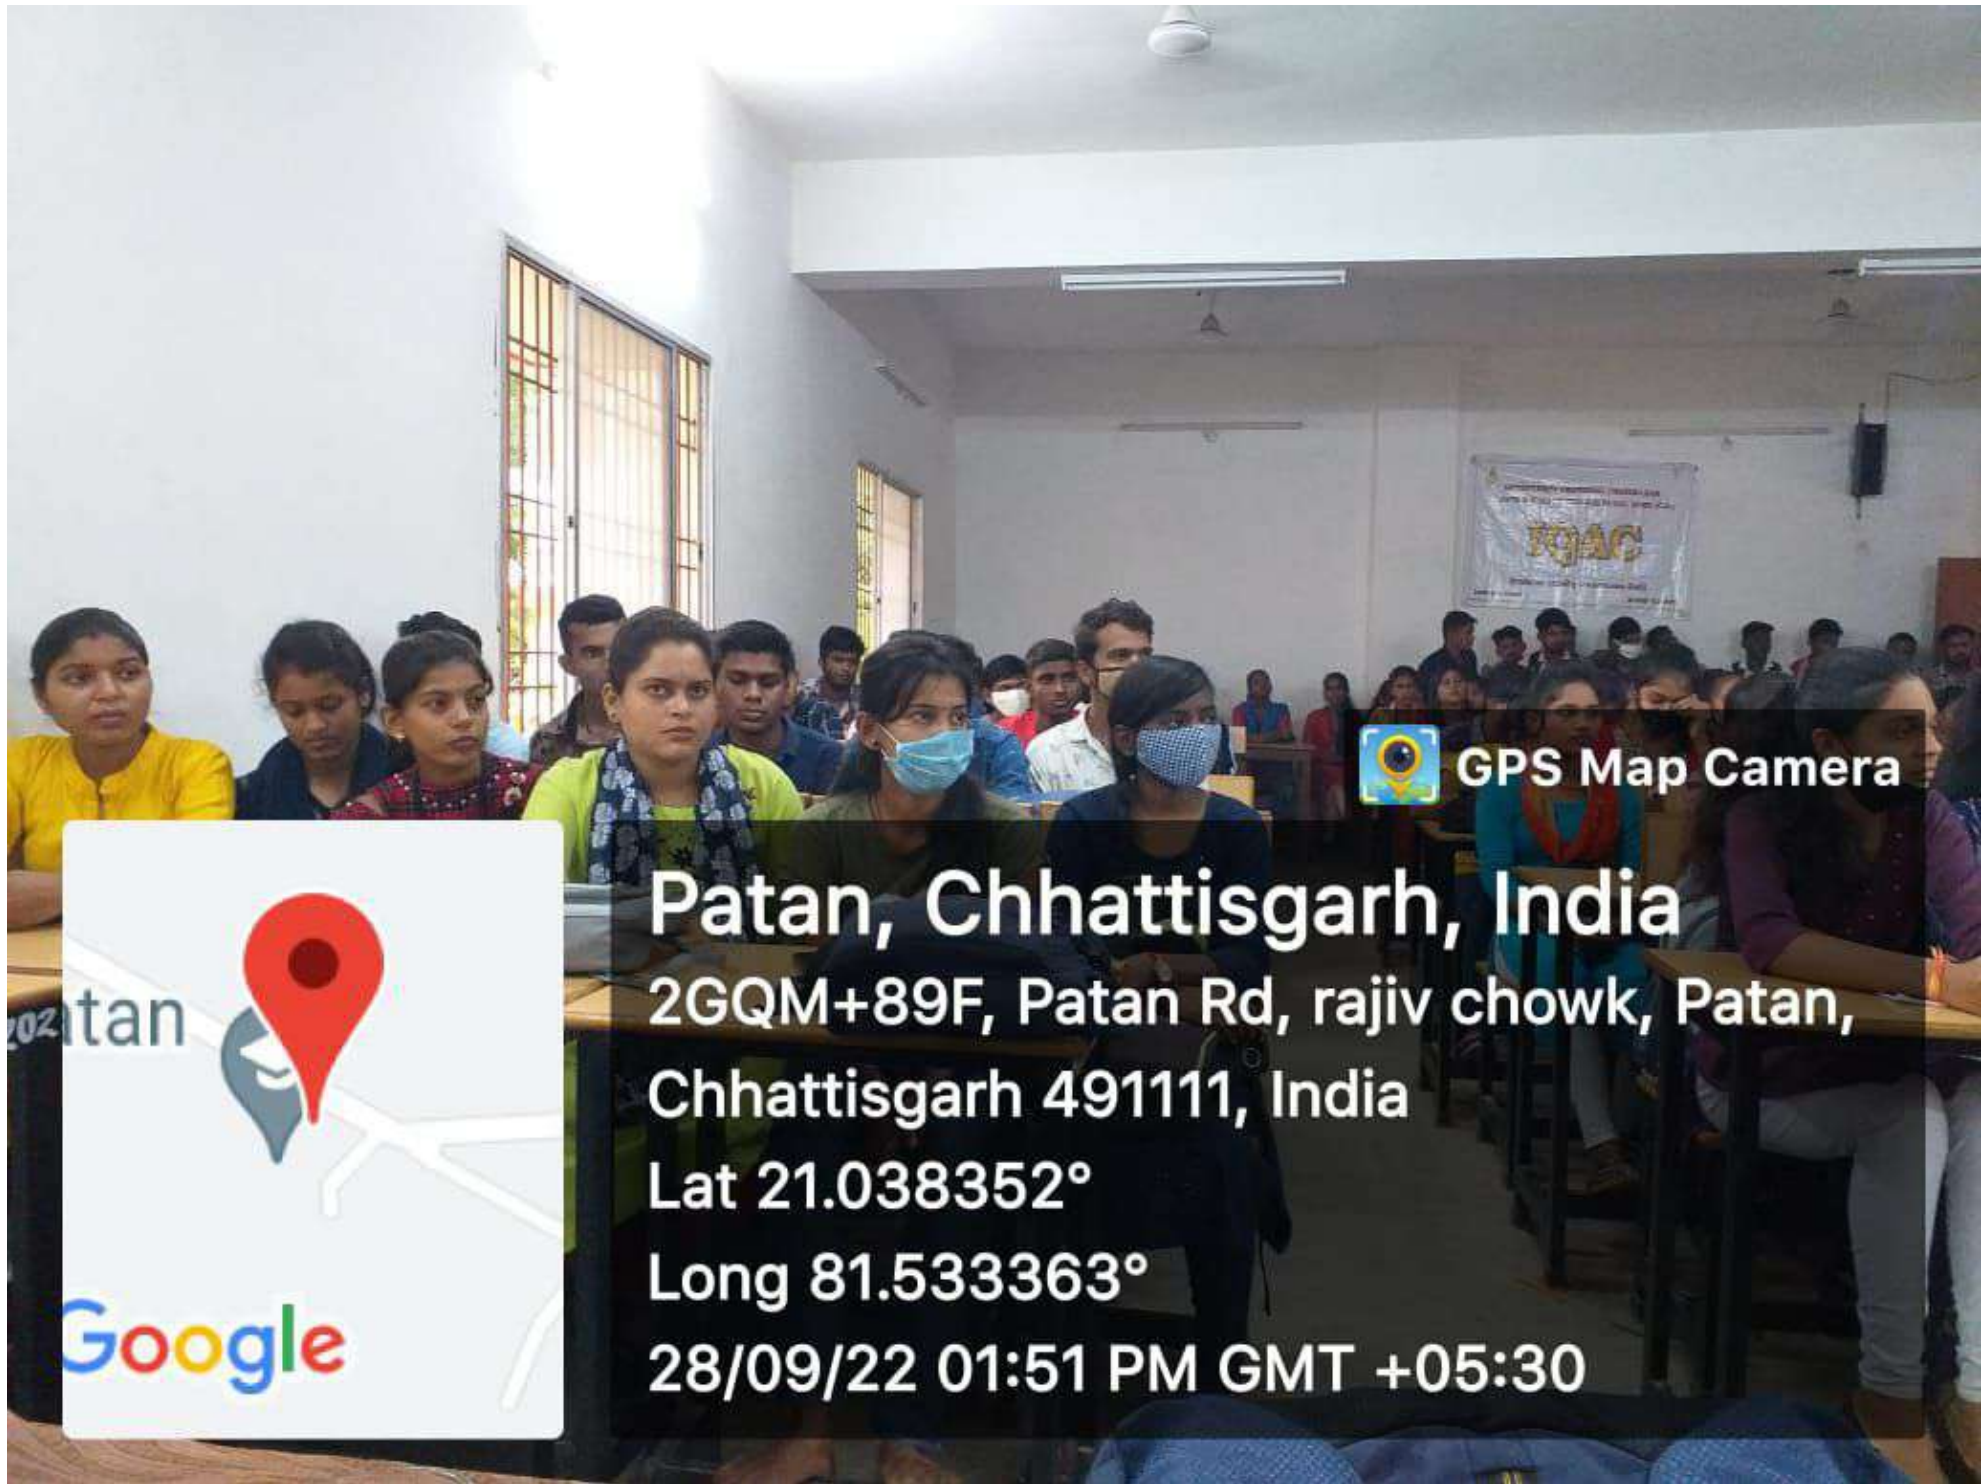 IQAC
GPS Map Camera
Patan, Chhattisgarh, India
2GQM+89F, Patan Rd, rajiv chowk, Patan,
Chhattisgarh 491111, India
Lat 21.038352°
Long 81.533363°
28/09/22 01:51 PM GMT +05:30
atan
Google